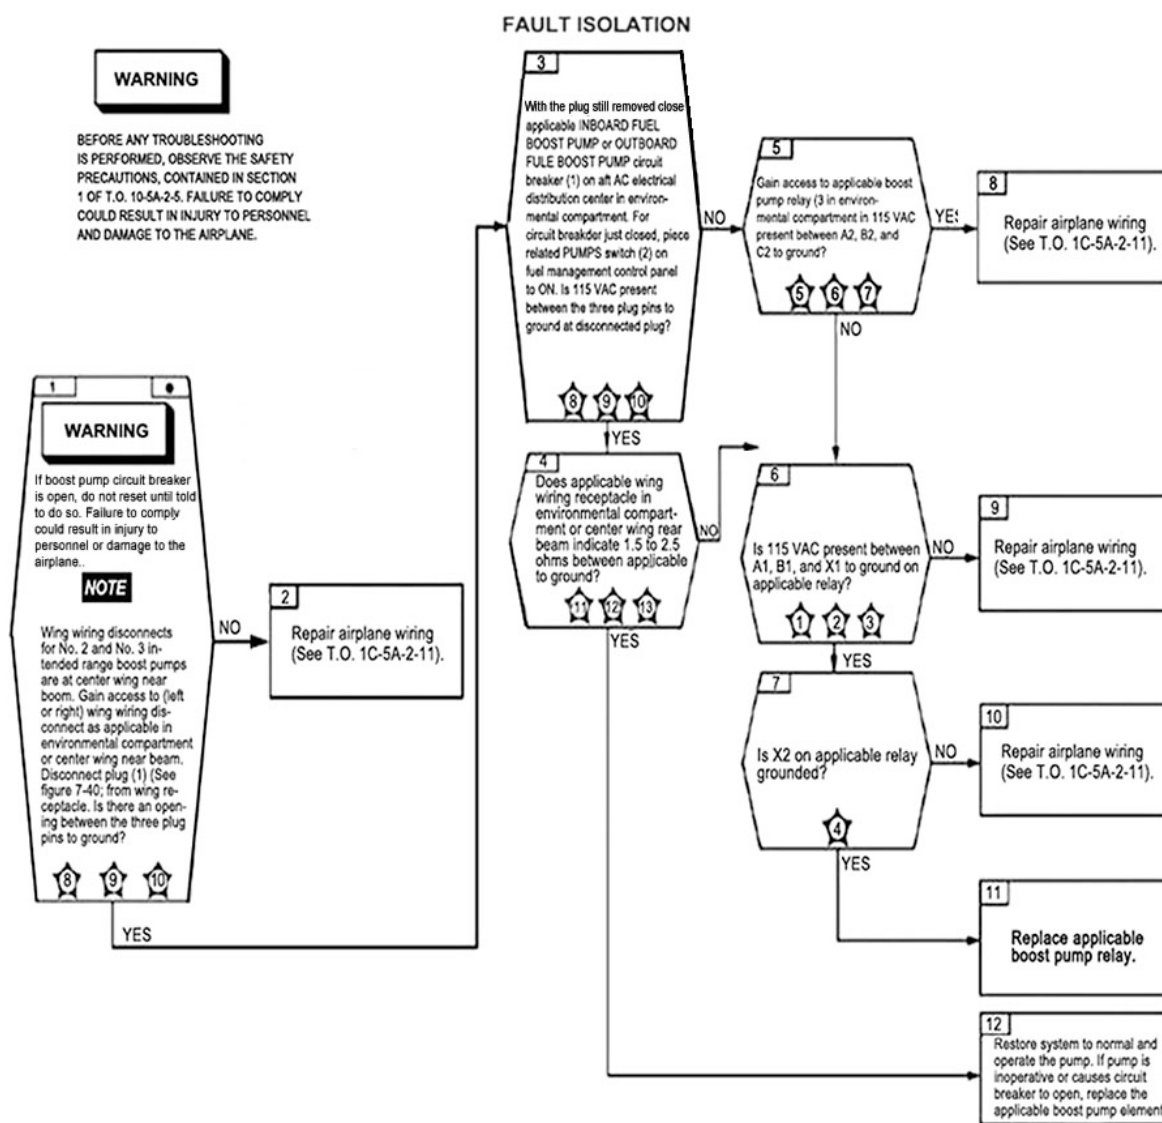 FAULT ISOLATION
WARNING
BEFORE ANY TROUBLESHOOTING
IS PERFORMED, OBSERVE THE SAFETY
PRECAUTIONS, CONTAINED IN SECTION
1 OF T.O. 10-5A-2-5. FAILURE TO COMPLY
COULD RESULT IN INJURY TO PERSONNEL
AND DAMAGE TO THE AIRPLANE.
1
WARNING
If boost pump circuit breaker
is open, do not reset until told
to do so. Failure to comply
could result in injury to
personnel or damage to the
airplane..
NOTE
Wing wiring disconnects
for No. 2 and No. 3 in-
tended range boost pumps
are at center wing near
boom. Gain access to (left
or right) wing wiring dis-
connect as applicable in
environmental compartment
or center wing near beam.
Disconnect plug (1) (See
figure 7-40; from wing re-
ceptacle. Is there an open-
ing between the three plug
pins to ground?
8 9 10
YES
NO
2
Repair airplane wiring
(See T.O. 1C-5A-2-11).
3
With the plug still removed close
applicable INBOARD FUEL
BOOST PUMP or OUTBOARD
FULE BOOST PUMP circuit
breaker (1) on aft AC electrical
distribution center in environ-
mental compartment. For
circuit breakder just closed, piece
related PUMPS switch (2) on
fuel management control panel
to ON. Is 115 VAC present
between the three plug pins to
ground at disconnected plug?
8 9 10
YES
NO
4
Does applicable wing
wiring receptacle in
environmental compart-
ment or center wing rear
beam indicate 1.5 to 2.5
ohms between applicable
to ground?
11 12 13
YES
NO
5
Gain access to applicable boost
pump relay (3 in environ-
mental compartment in 115 VAC
present between A2, B2, and
C2 to ground?
5 6 7
YES
NO
6
Is 115 VAC present between
A1, B1, and X1 to ground on
applicable relay?
1 2 3
NO
YES
7
Is X2 on applicable relay
grounded?
4
NO
YES
8
Repair airplane wiring
(See T.O. 1C-5A-2-11).
9
Repair airplane wiring
(See T.O. 1C-5A-2-11).
10
Repair airplane wiring
(See T.O. 1C-5A-2-11).
11
Replace applicable
boost pump relay.
12
Restore system to normal and
operate the pump. If pump is
inoperative or causes circuit
breaker to open, replace the
applicable boost pump element